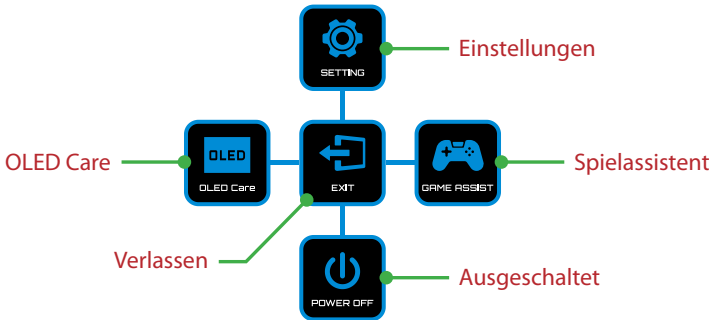 SETTING
Einstellungen
OLED Care
OLED
OLED Care
EXIT
GAME ASSIST
Spielassistent
Verlassen
POWER OFF
Ausgeschaltet